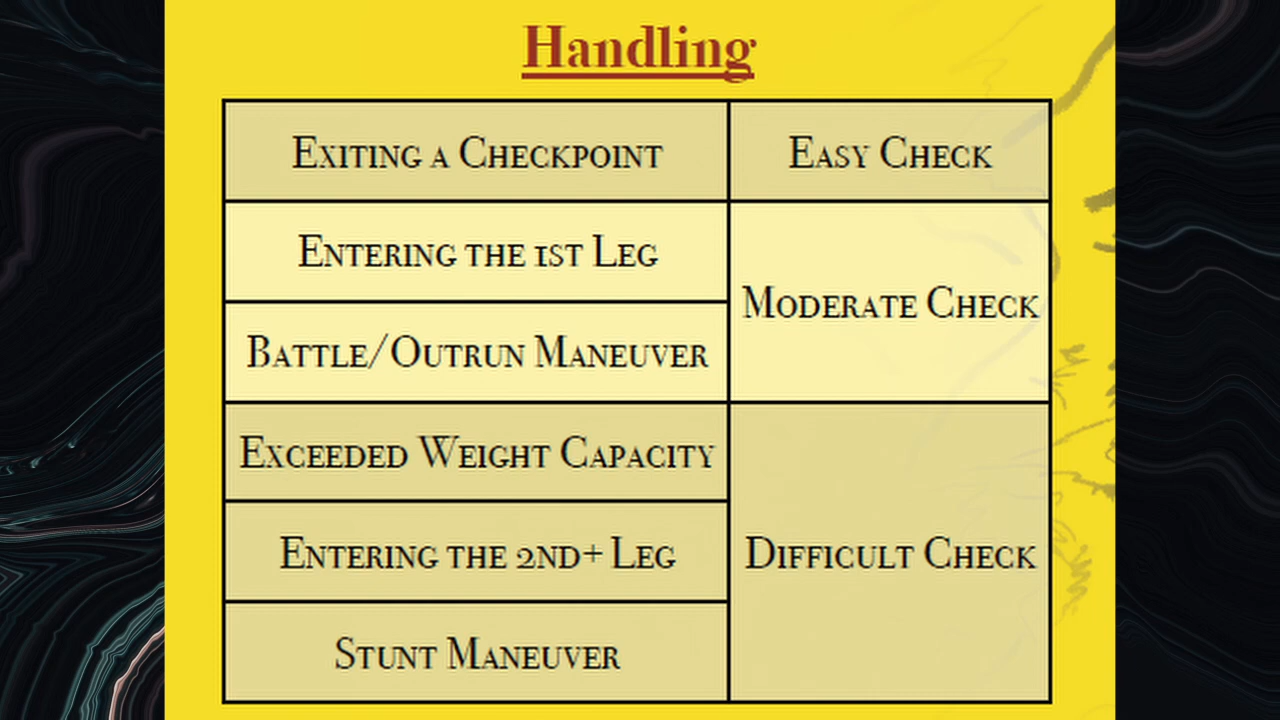 Handling
Exiting a Checkpoint
Easy Check
Entering the 1st Leg
Moderate Check
Battle/Outrun Maneuver
Exceeded Weight Capacity
Entering the 2nd+ Leg
Difficult Check
Stunt Maneuver